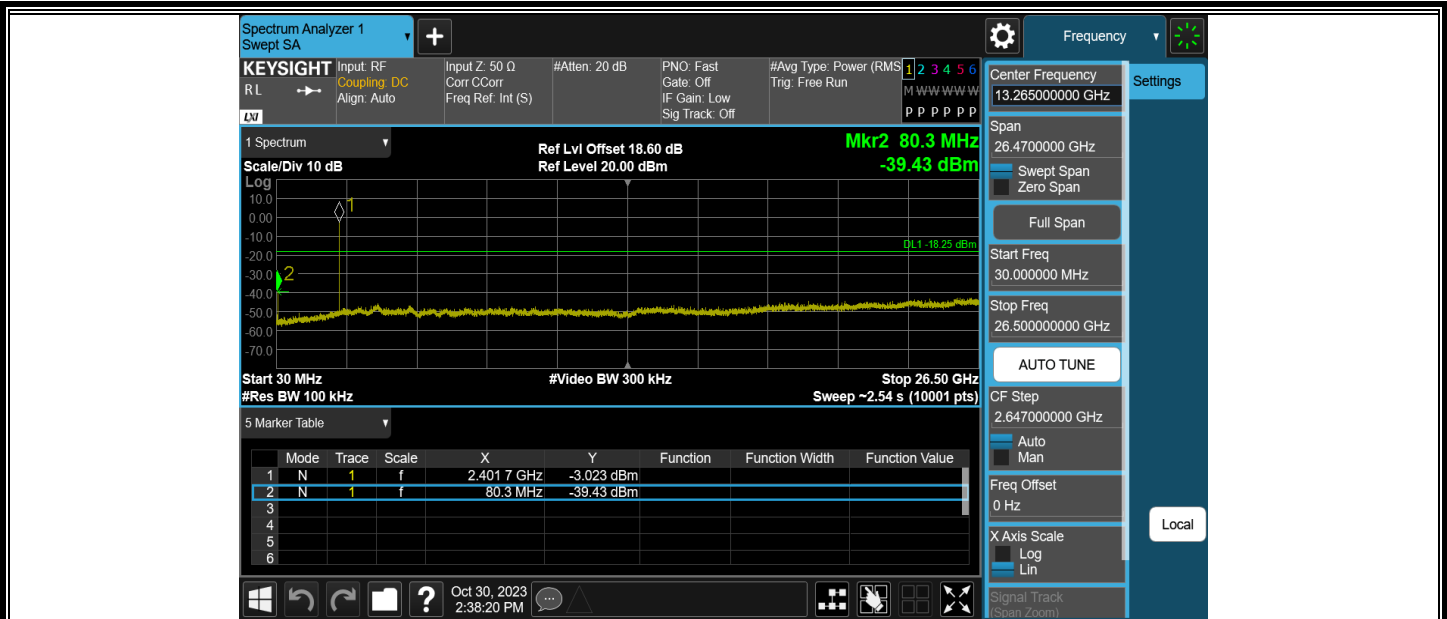 Spectrum Analyzer 1
Swept SA
+
Frequency
KEYSIGHT
RL
LXI
Input: RF
Coupling: DC
Align: Auto
Input Z: 50 Ω
Corr CCorr
Freq Ref: Int (S)
#Atten: 20 dB
PNO: Fast
Gate: Off
IF Gain: Low
Sig Track: Off
#Avg Type: Power (RMS
Trig: Free Run
1 2 3 4 5 6
M W W W W W
P P P P P P
1 Spectrum
Scale/Div 10 dB
Ref Lvl Offset 18.60 dB
Ref Level 20.00 dBm
Mkr2 80.3 MHz
-39.43 dBm
Log
10.0
0.00
-10.0
-20.0
-30.0
-40.0
-50.0
-60.0
-70.0
1
2
DL1 -18.25 dBm
Start 30 MHz
#Video BW 300 kHz
Stop 26.50 GHz
#Res BW 100 kHz
Sweep ~2.54 s (10001 pts)
5 Marker Table
Mode Trace Scale X Y Function Function Width Function Value
1 N 1 f 2.401 7 GHz -3.023 dBm
2 N 1 f 80.3 MHz -39.43 dBm
3
4
5
6
?
Oct 30, 2023
2:38:20 PM
Center Frequency
13.265000000 GHz
Settings
Span
26.4700000 GHz
Swept Span
Zero Span
Full Span
Start Freq
30.000000 MHz
Stop Freq
26.500000000 GHz
AUTO TUNE
CF Step
2.647000000 GHz
Auto
Man
Freq Offset
0 Hz
Local
X Axis Scale
Log
Lin
Signal Track
(Span Zoom)